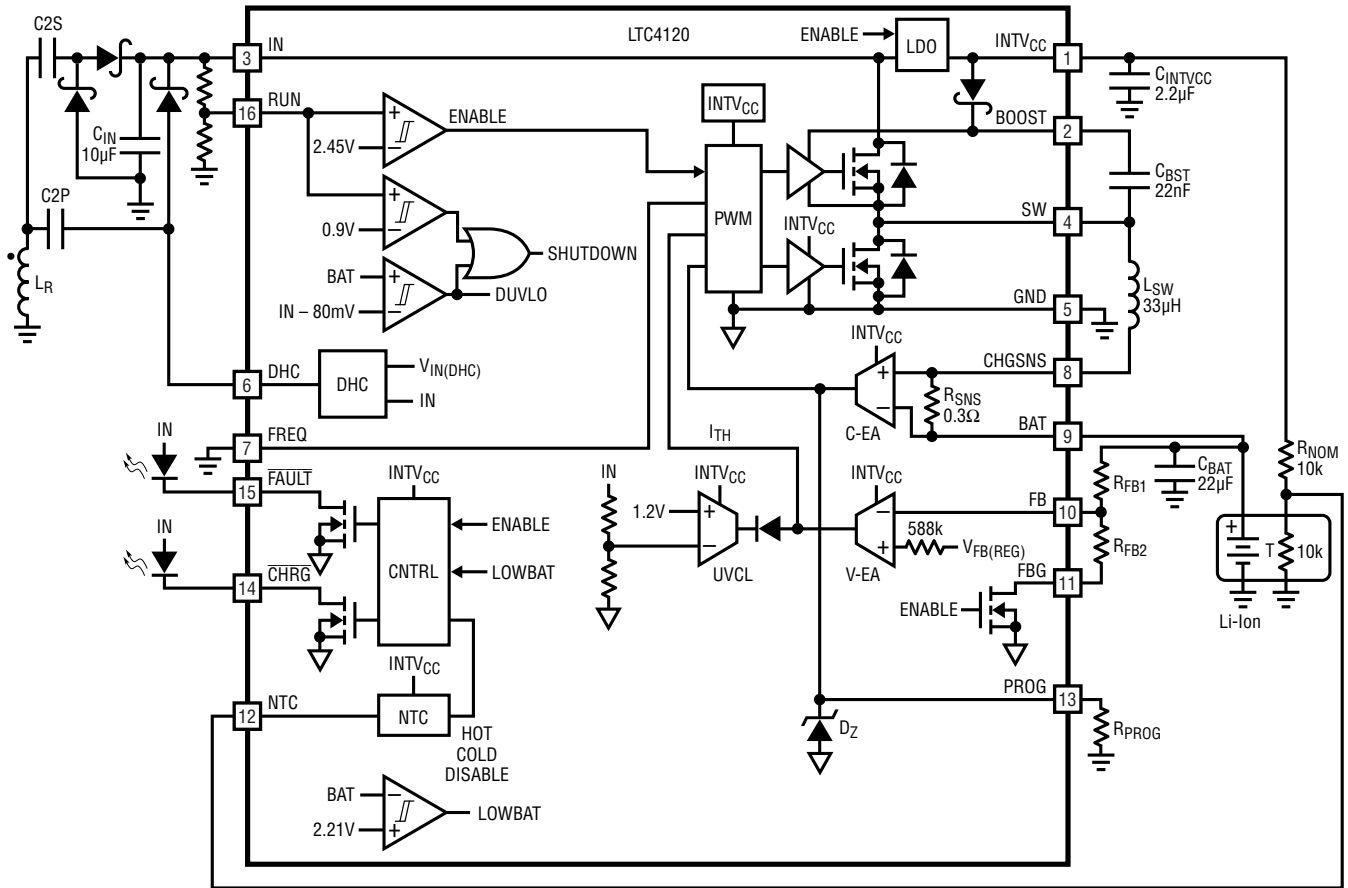 C2S
LTC4120
3
IN
ENABLE
LDO
INTVCC
1
CINTVCC
2.2µF
16
RUN
CIN
10µF
+
–
2.45V
ENABLE
INTVCC
BOOST
2
CBST
22nF
C2P
+
–
0.9V
PWM
INTVCC
SW
4
LR
SHUTDOWN
BAT
+
IN – 80mV
–
DUVLO
LSW
33µH
GND
5
INTVCC
CHGSNS
8
6
DHC
DHC
VIN(DHC)
IN
+
–
C-EA
RSNS
0.3Ω
BAT
9
7
FREQ
ITH
RNOM
10k
IN
FAULT
15
INTVCC
IN
INTVCC
INTVCC
RFB1
CBAT
22µF
1.2V
+
–
UVCL
–
+
V-EA
588k
VFB(REG)
FB
10
RFB2
+
T
10k
Li-Ion
IN
CHRG
14
CNTRL
ENABLE
LOWBAT
FBG
11
ENABLE
INTVCC
12
NTC
NTC
HOT
COLD
DISABLE
PROG
13
DZ
RPROG
BAT
–
2.21V
+
LOWBAT